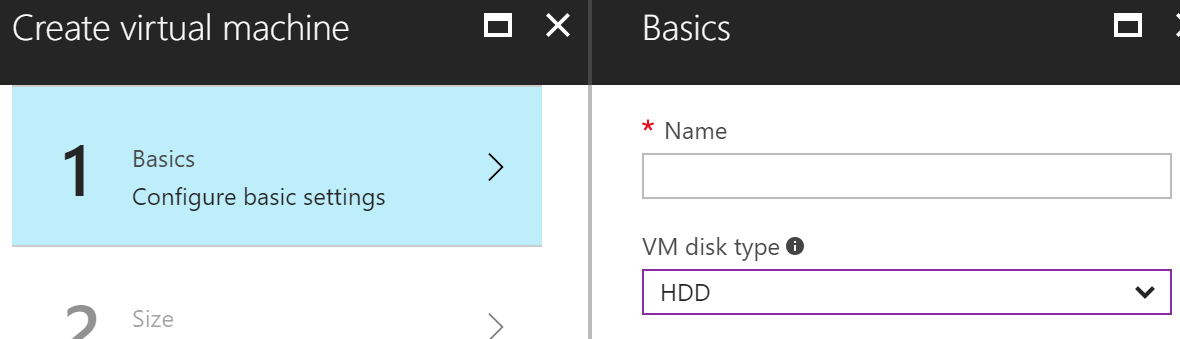 Create virtual machine
Basics
1
Basics
Configure basic settings
2
Size
* Name
VM disk type
HDD